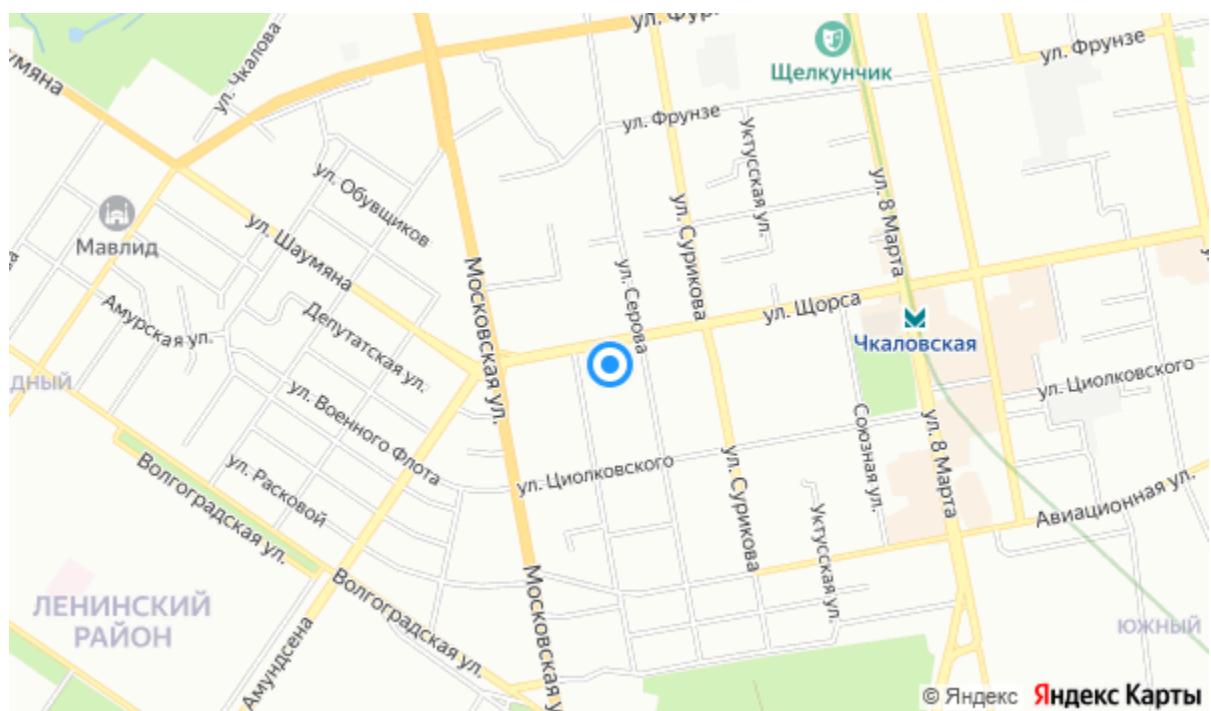 ул. Фур
ул. Фрунзе
Щелкунчик
умяна
ул. Чкалова
ул. Фрунзе
Уктусская ул.
ул. Обувщиков
ул. 8 Марта
Мавлид
ул. Шаумяна
ул. Сурикова
Московская ул.
ул. Серова
ул. Щорса
Амурская ул.
Депутатская ул.
Чкаловская
ДНЫЙ
ул. Циолковского
ул. Военного Флота
Союзная ул.
ул. 8 Марта
ул. Расковой
ул. Циолковского
ул. Сурикова
Волгоградская ул.
Уктусская ул.
Авиационная ул.
ЛЕНИНСКИЙ
РАЙОН
Волгоградская ул.
Московская у
Амундсена
ЮЖНЫЙ
© Яндекс Яндекс Карты